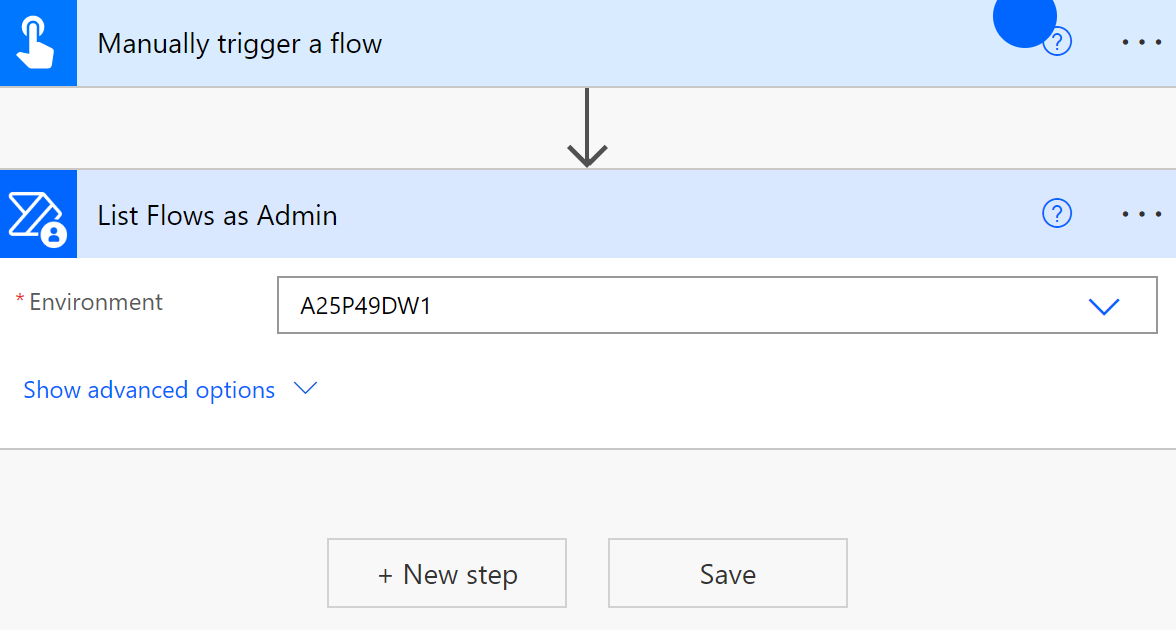 Manually trigger a flow
?
List Flows as Admin
?
* Environment
A25P49DW1
Show advanced options
+ New step
Save